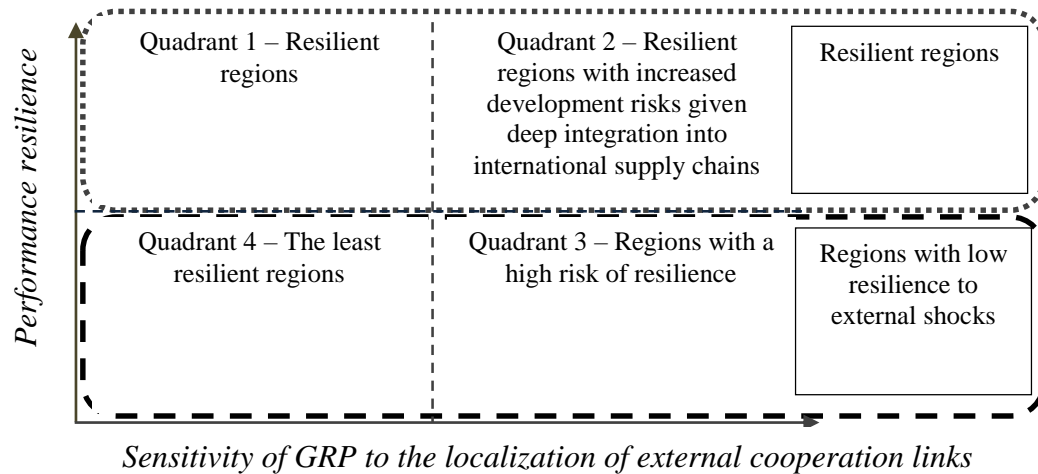 Performance resilience
Quadrant 1 – Resilient
regions
Quadrant 2 – Resilient
regions with increased
development risks given
deep integration into
international supply chains
Resilient regions
Quadrant 4 – The least
resilient regions
Quadrant 3 – Regions with a
high risk of resilience
Regions with low
resilience to
external shocks
Sensitivity of GRP to the localization of external cooperation links